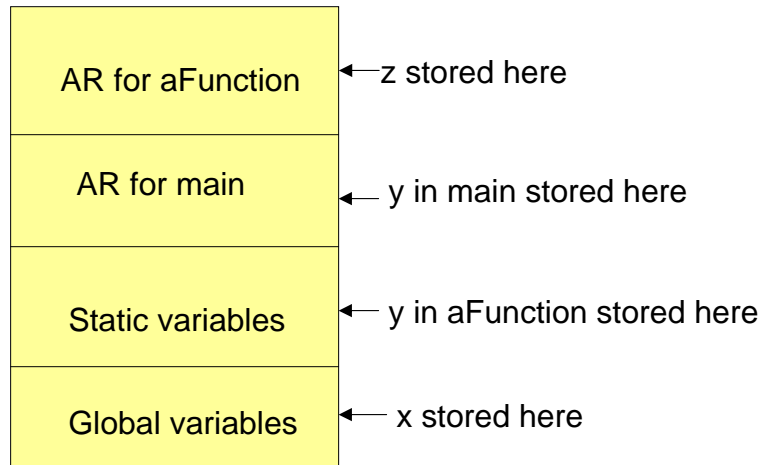 AR for aFunction
z stored here
AR for main
y in main stored here
Static variables
y in aFunction stored here
Global variables
x stored here